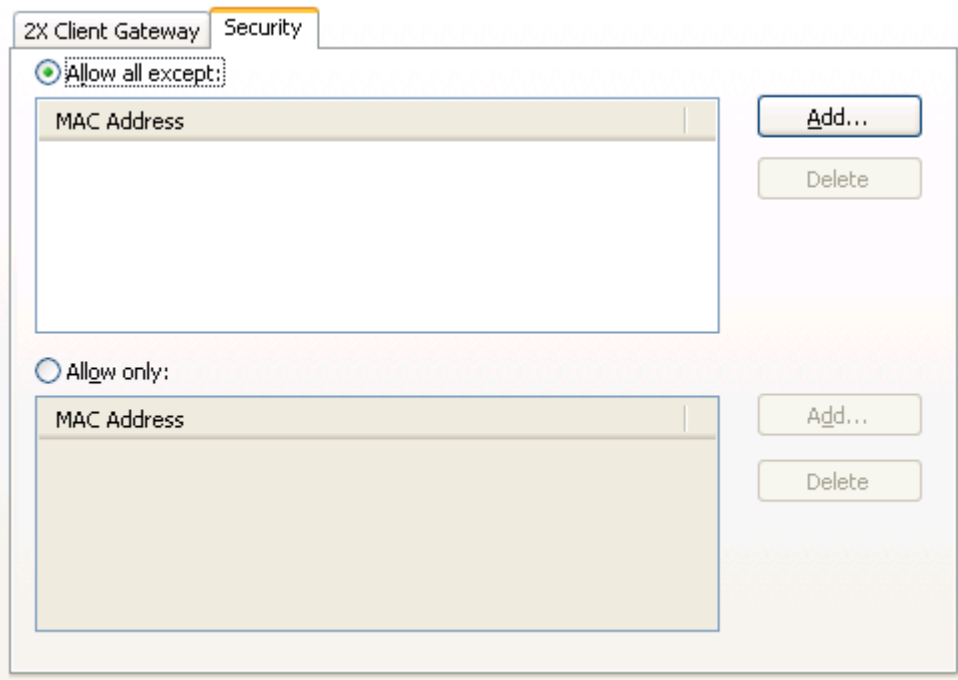 2X Client Gateway Security
Allow all except:
MAC Address
Add...
Delete
Allow only:
MAC Address
Add...
Delete